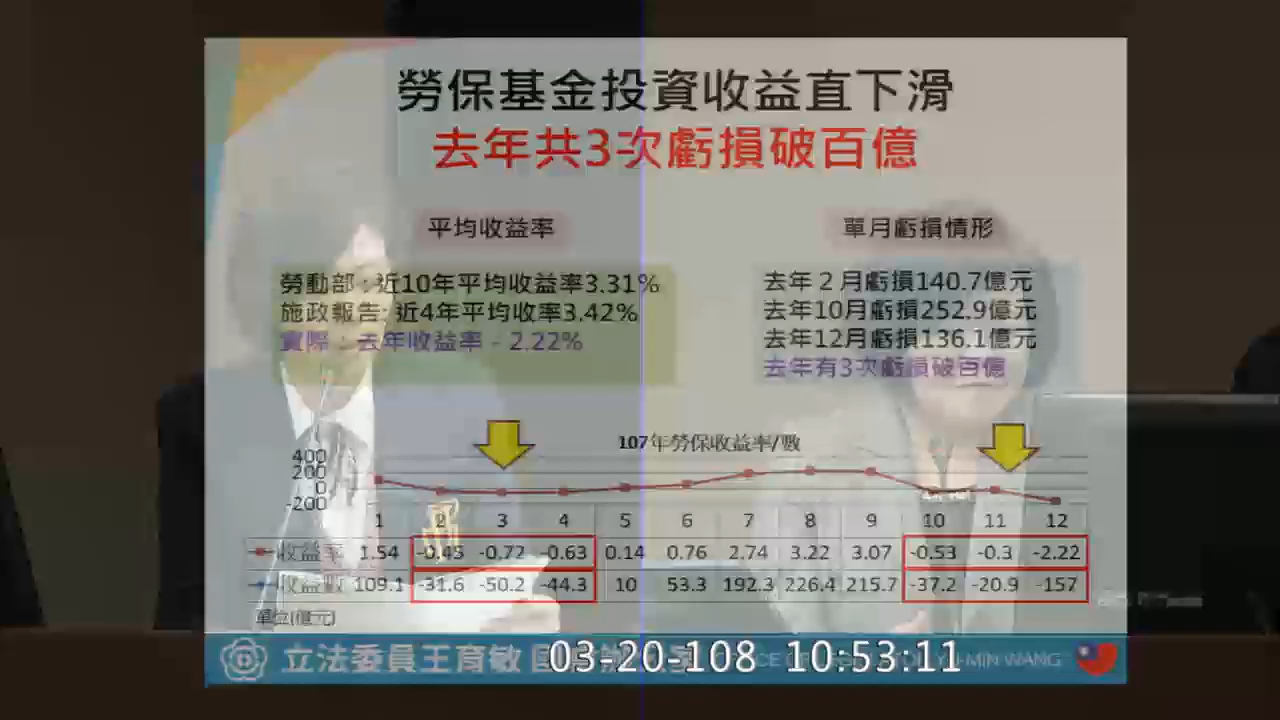 勞保基金投資收益直下滑
去年共3次虧損破百億
平均收益率
勞動部：近10年平均收益率3.31%
施政報告: 近4年平均收率3.42%
實際：去年收益率 - 2.22%
單月虧損情形
去年２月虧損140.7億元
去年10月虧損252.9億元
去年12月虧損136.1億元
去年有3次虧損破百億
107年勞保收益率/數
400
200
0
-200
1 2 3 4 5 6 7 8 9 10 11 12
收益率 1.54 -0.45 -0.72 -0.63 0.14 0.76 2.74 3.22 3.07 -0.53 -0.3 -2.22
收益數 109.1 -31.6 -50.2 -44.3 10 53.3 192.3 226.4 215.7 -37.2 -20.9 -157
單位(億元)
立法委員王育敏
03-20-108 10:53:11
WANG